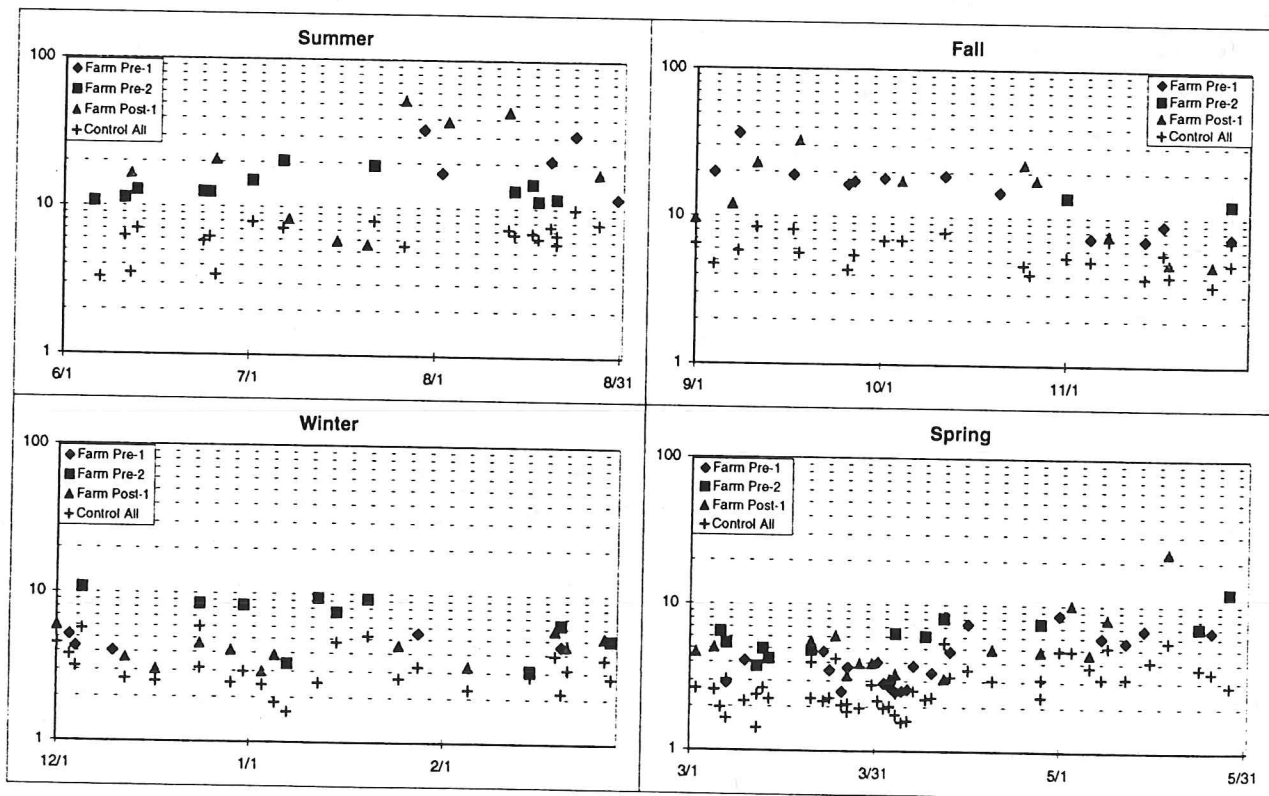 Summer
100
Farm Pre-1
Farm Pre-2
Farm Post-1
Control All
10
1
6/1
7/1
8/1
8/31
Fall
100
Farm Pre-1
Farm Pre-2
Farm Post-1
Control All
10
1
9/1
10/1
11/1
Winter
100
Farm Pre-1
Farm Pre-2
Farm Post-1
Control All
10
1
12/1
1/1
2/1
Spring
100
Farm Pre-1
Farm Pre-2
Farm Post-1
Control All
10
1
3/1
3/31
5/1
5/31